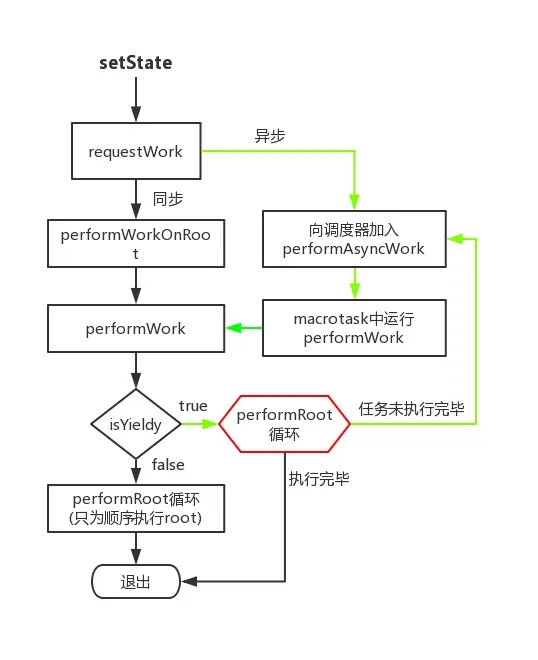 setState
requestWork
异步
同步
向调度器加入
performAsyncWork
performWorkOnRoo
t
macrotask中运行
performWork
performWork
isYieldy
true
performRoot
循环
任务未执行完毕
false
执行完毕
performRoot循环
(只为顺序执行root)
退出